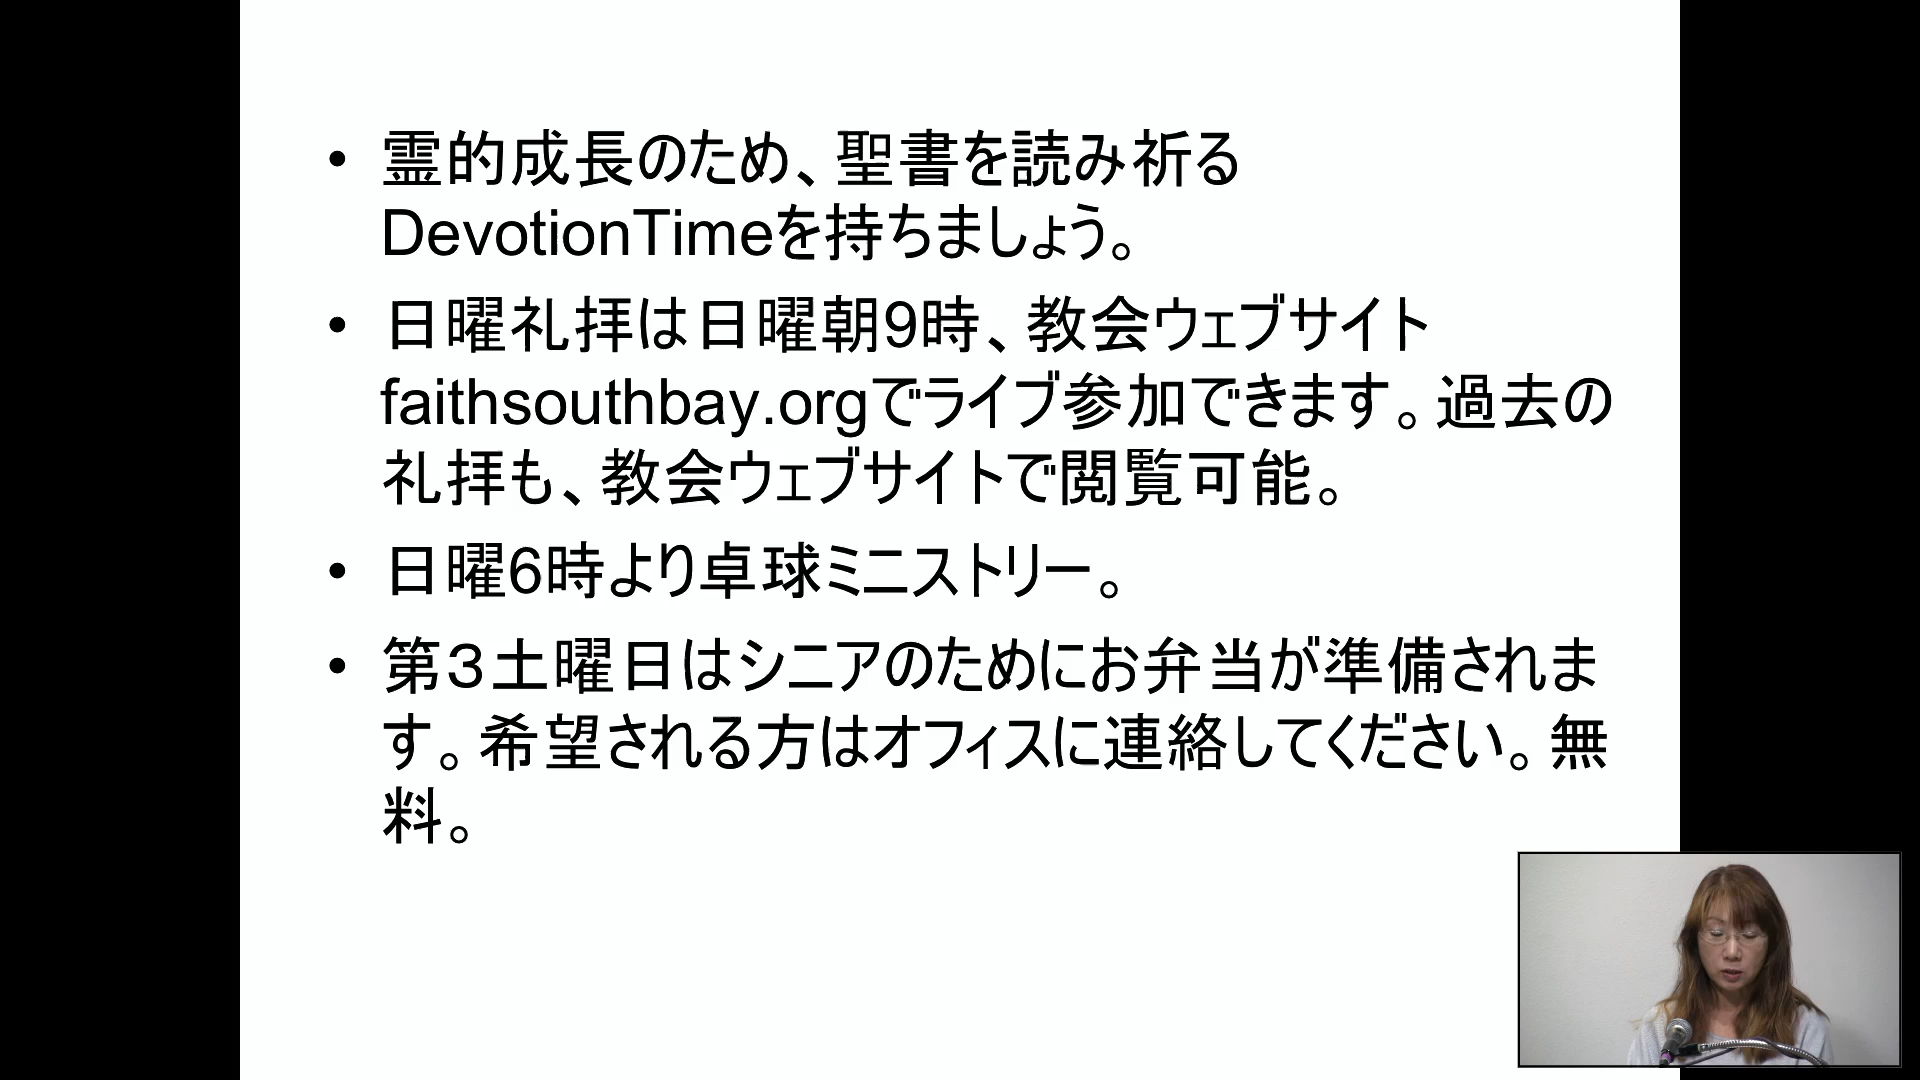 • 霊的成長のため、聖書を読み祈る
DevotionTimeを持ちましょう。
• 日曜礼拝は日曜朝9時、教会ウェブサイト
faithsouthbay.orgでライブ参加できます。過去の
礼拝も、教会ウェブサイトで閲覧可能。
• 日曜6時より卓球ミニストリー。
• 第３土曜日はシニアのためにお弁当が準備されま
す。希望される方はオフィスに連絡してください。無
料。